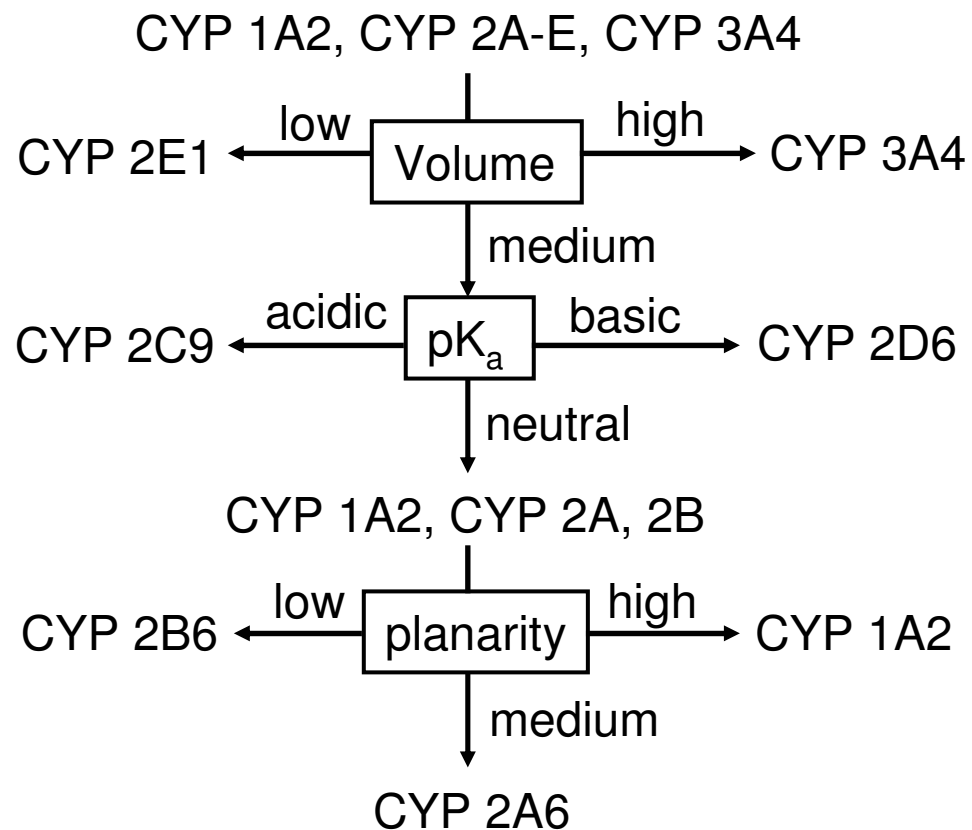 CYP 1A2, CYP 2A-E, CYP 3A4
low
high
CYP 2E1
Volume
CYP 3A4
medium
acidic
basic
CYP 2C9
pKₐ
CYP 2D6
neutral
CYP 1A2, CYP 2A, 2B
low
high
CYP 2B6
planarity
CYP 1A2
medium
CYP 2A6